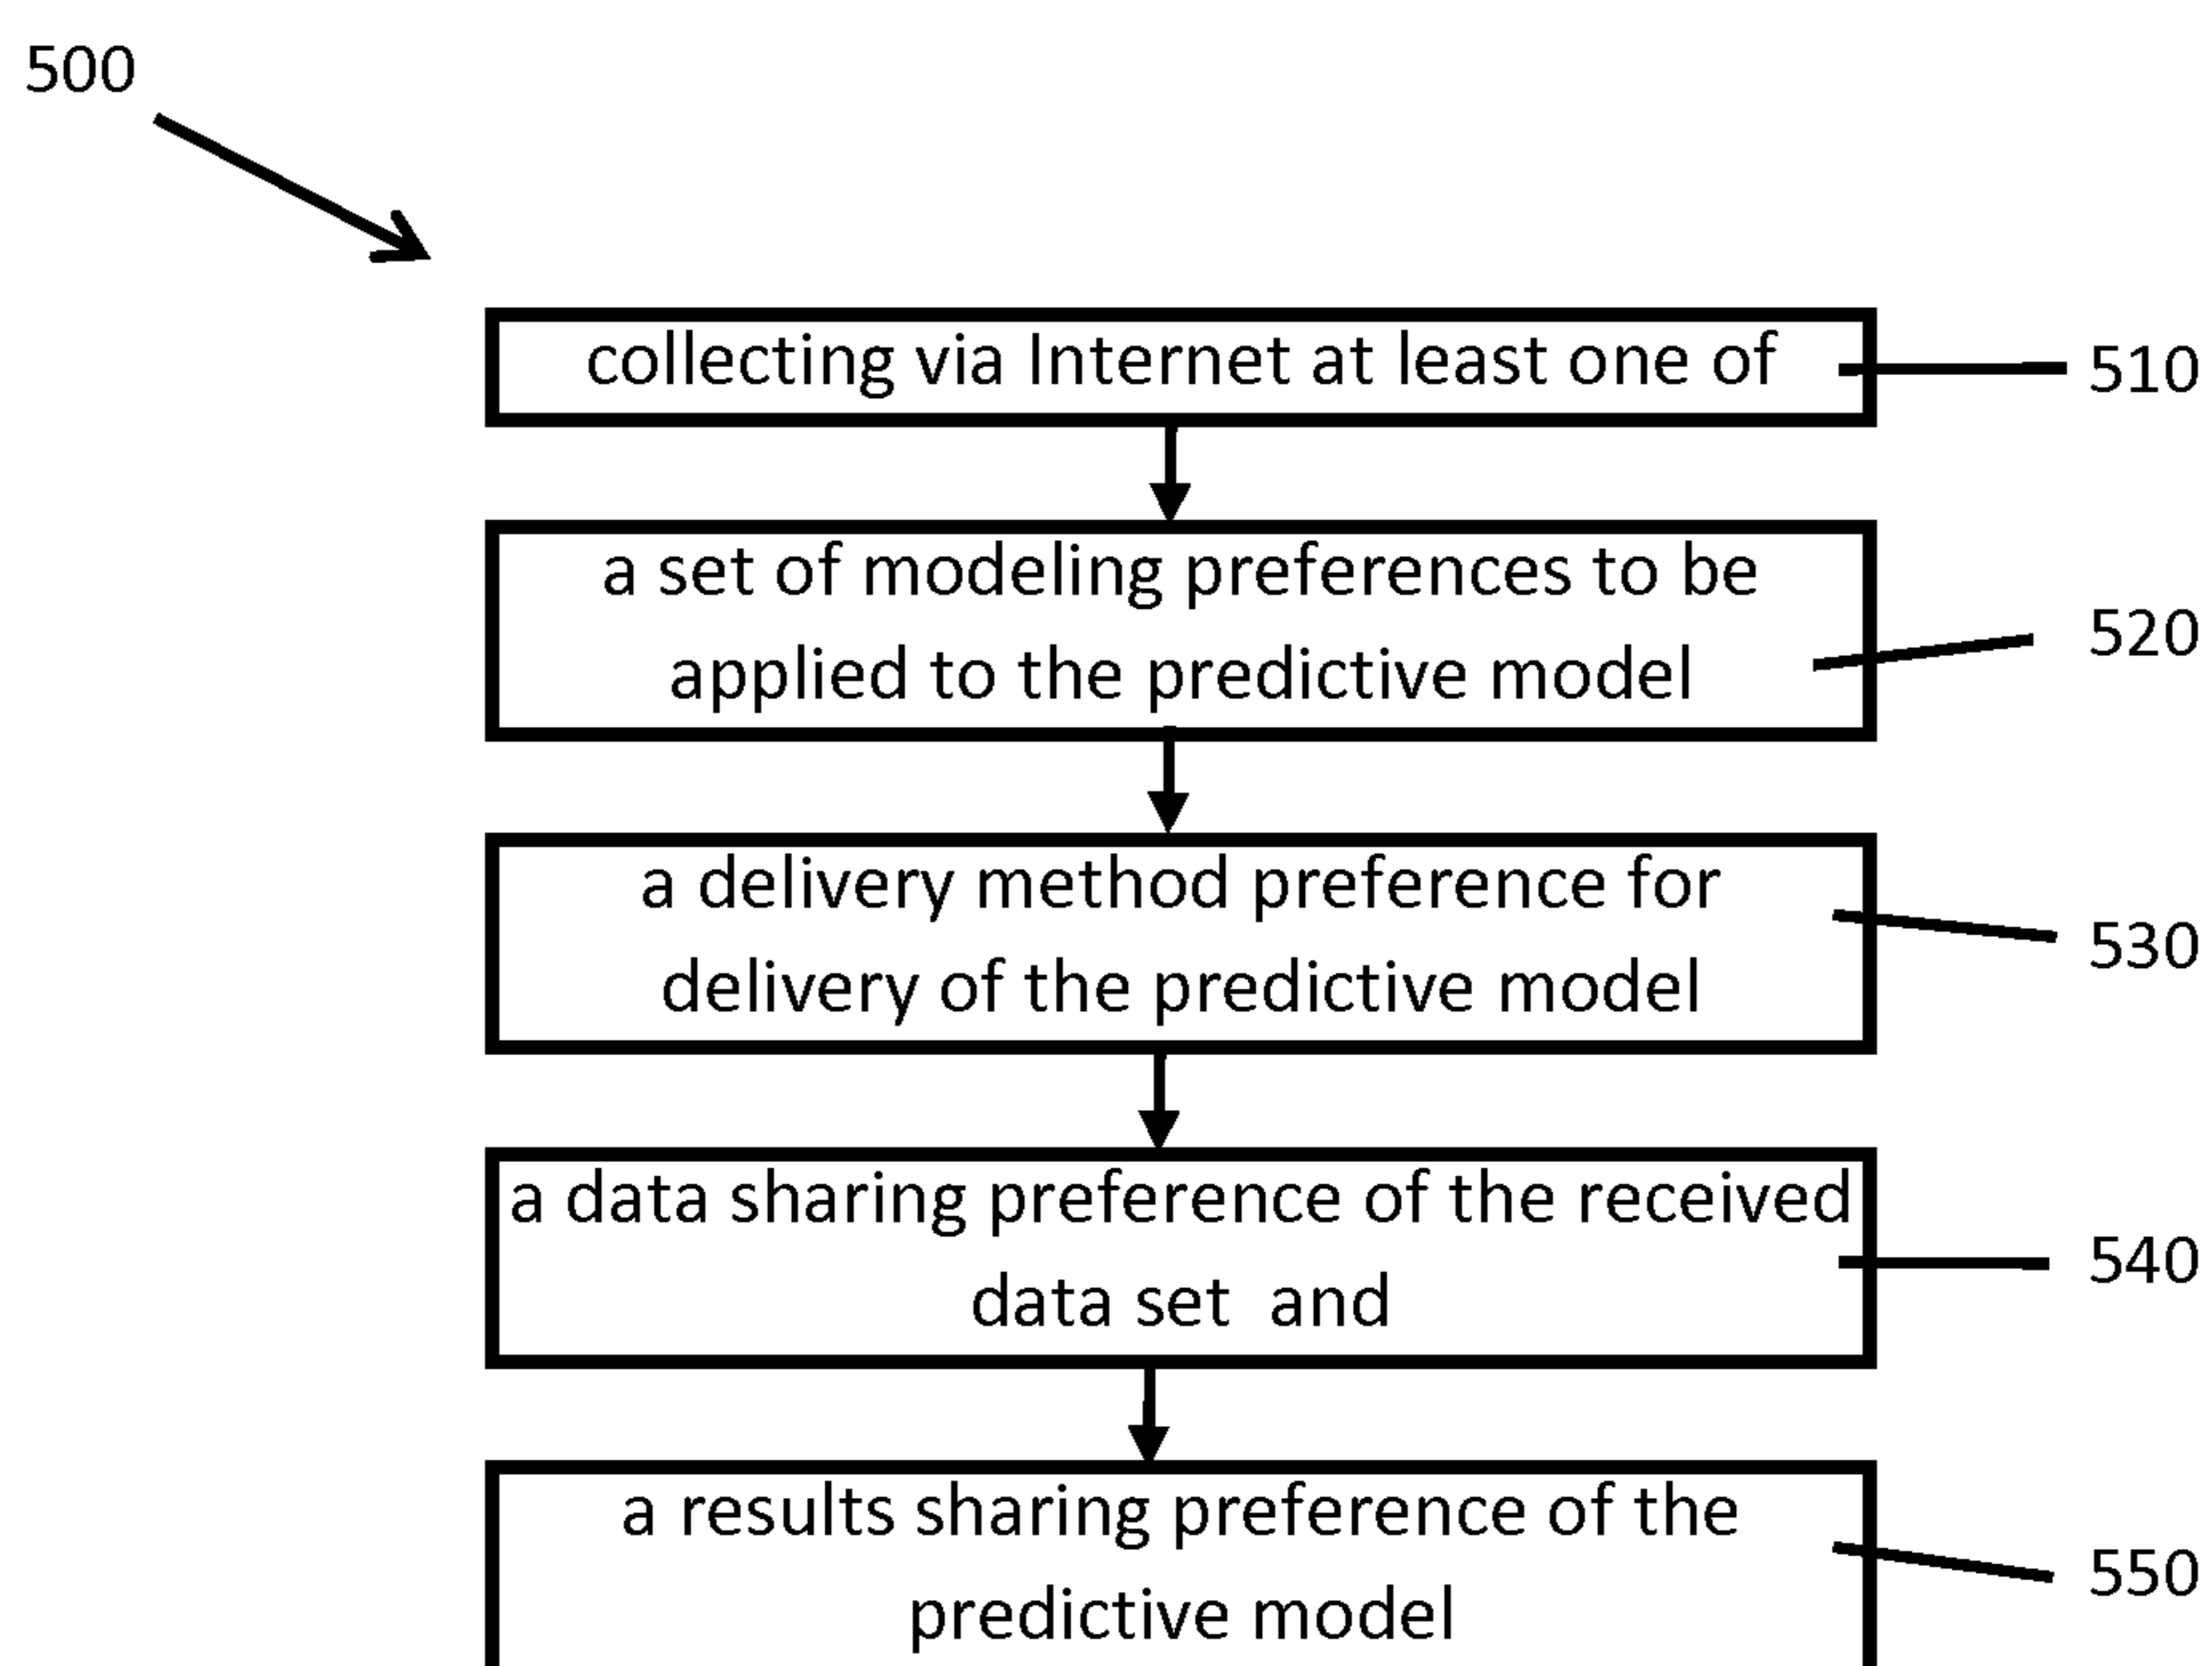 500
collecting via Internet at least one of
510
a set of modeling preferences to be
applied to the predictive model
520
a delivery method preference for
delivery of the predictive model
530
a data sharing preference of the received
data set  and
540
a results sharing preference of the
predictive model
550